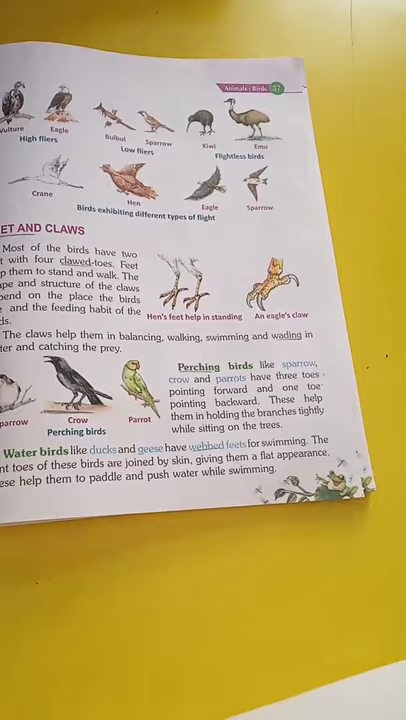 Animals : Birds 37
Vulture Eagle Bulbul Sparrow Kiwi Emu
High fliers Low fliers Flightless birds
Crane Hen Eagle Sparrow
Birds exhibiting different types of flight
ET AND CLAWS
Most of the birds have two
t with four clawed-toes. Feet
p them to stand and walk. The
ape and structure of the claws
pend on the place the birds
and the feeding habit of the
ds.
Hen's feet help in standing An eagle's claw
The claws help them in balancing, walking, swimming and wading in
ter and catching the prey.
Perching birds like sparrow,
crow and parrots have three toes
pointing forward and one toe
pointing backward. These help
them in holding the branches tightly
while sitting on the trees.
parrow Crow Parrot
Perching birds
Water birds like ducks and geese have webbed feets for swimming. The
nt toes of these birds are joined by skin, giving them a flat appearance.
ese help them to paddle and push water while swimming.